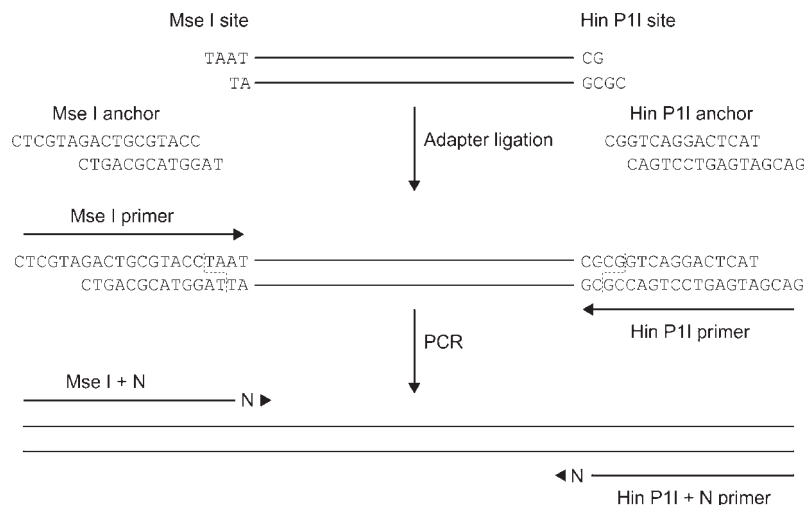 Mse I site
Hin P1I site
TAAT
CG
TA
GCGC
Mse I anchor
Hin P1I anchor
CTCGTAGACTGCGTACC
CGGTCAGGACTCAT
CTGACGCATGGAT
CAGTCCTGAGTAGCAG
Adapter ligation
Mse I primer
CTCGTAGACTGCGTACCTAAT
CGCGGTCAGGACTCAT
CTGACGCATGGATTA
GCGCCAGTCCTGAGTAGCAG
Hin P1I primer
PCR
Mse I + N
N
N
Hin P1I + N primer